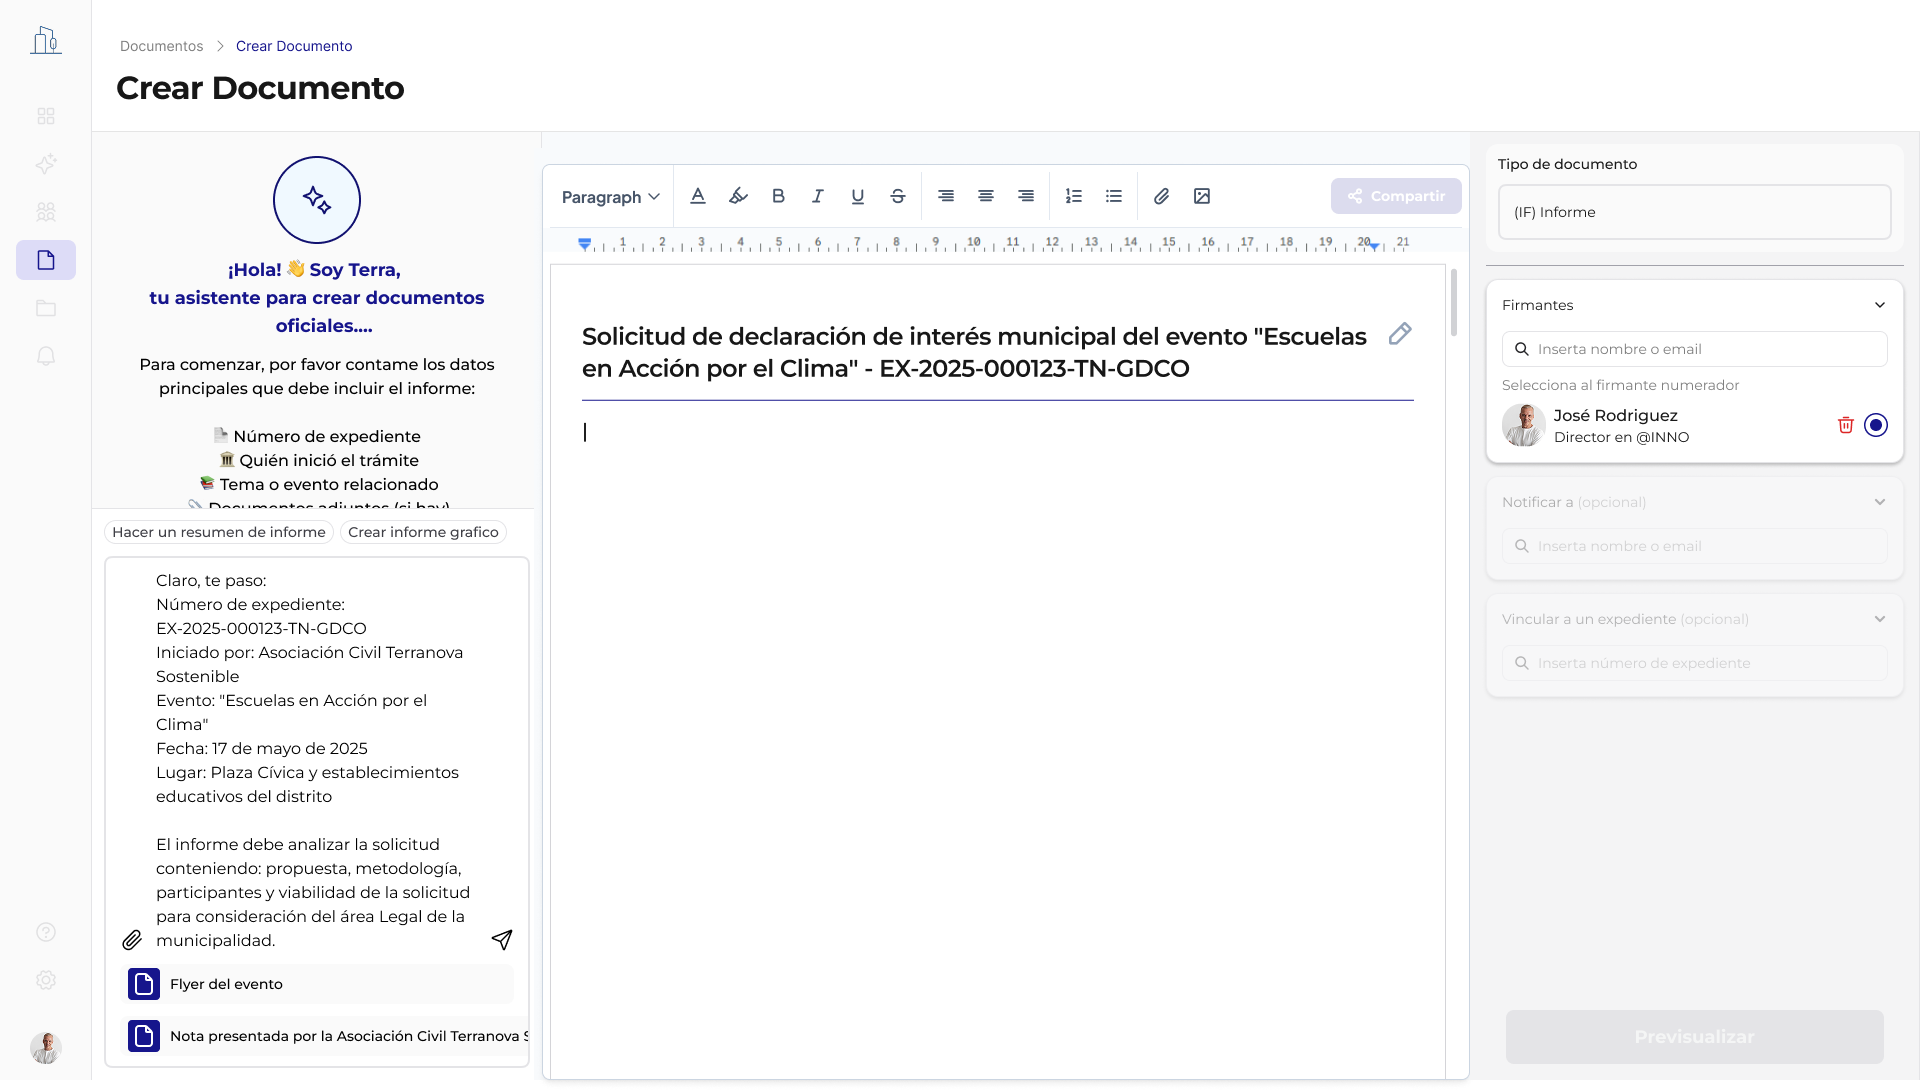 Documentos > Crear Documento
Crear Documento
¡Hola! 👋 Soy Terra,
tu asistente para crear documentos
oficiales....
Para comenzar, por favor contame los datos
principales que debe incluir el informe:
Número de expediente
Quién inició el trámite
Tema o evento relacionado
Documentos adjuntos (si hay)
Hacer un resumen de informe
Crear informe grafico
Claro, te paso:
Número de expediente:
EX-2025-000123-TN-GDCO
Iniciado por: Asociación Civil Terranova
Sostenible
Evento: "Escuelas en Acción por el
Clima"
Fecha: 17 de mayo de 2025
Lugar: Plaza Cívica y establecimientos
educativos del distrito
El informe debe analizar la solicitud
conteniendo: propuesta, metodología,
participantes y viabilidad de la solicitud
para consideración del área Legal de la
municipalidad.
Flyer del evento
Nota presentada por la Asociación Civil Terranova S
Paragraph
Compartir
1 2 3 4 5 6 7 8 9 10 11 12 13 14 15 16 17 18 19 20 21
Solicitud de declaración de interés municipal del evento "Escuelas
en Acción por el Clima" - EX-2025-000123-TN-GDCO
Tipo de documento
(IF) Informe
Firmantes
Inserta nombre o email
Selecciona al firmante numerador
José Rodriguez
Director en @INNO
Notificar a (opcional)
Inserta nombre o email
Vincular a un expediente (opcional)
Inserta número de expediente
Previsualizar